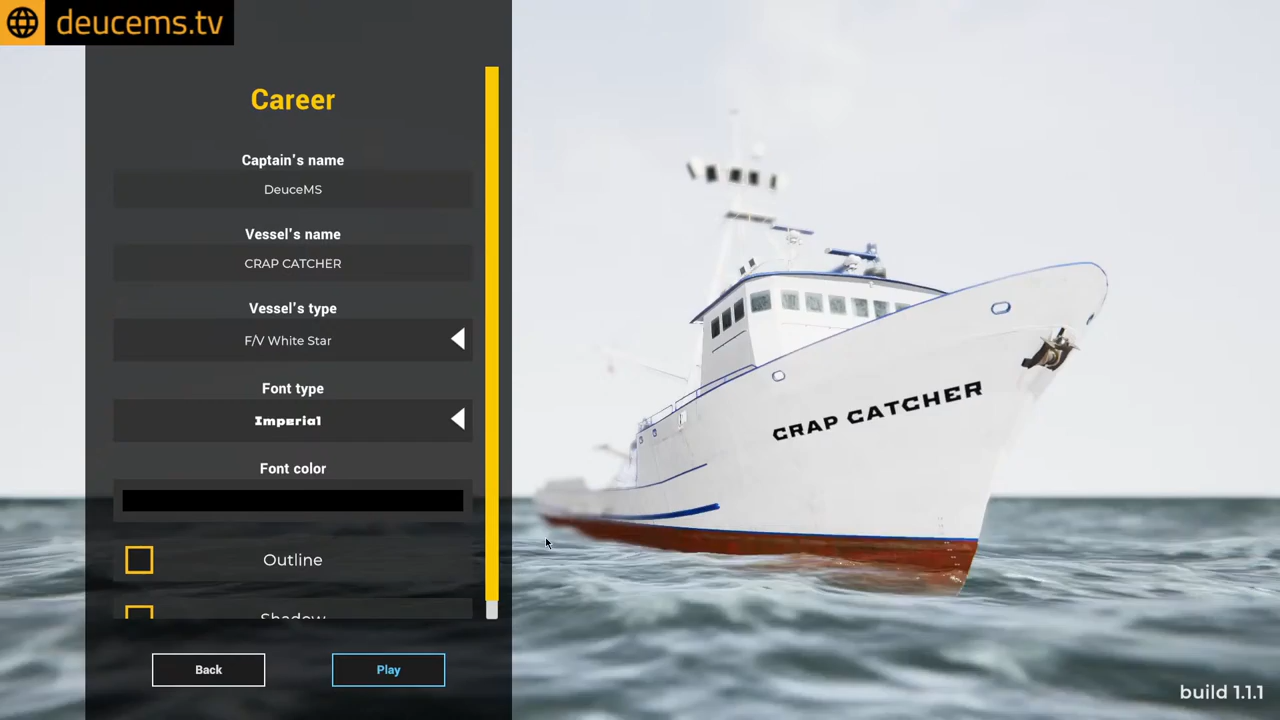 deucems.tv
Career
Captain's name
DeuceMS
Vessel's name
CRAP CATCHER
Vessel's type
F/V White Star
Font type
Imperial
Font color
Outline
Shadow
Back
Play
CRAP CATCHER
build 1.1.1